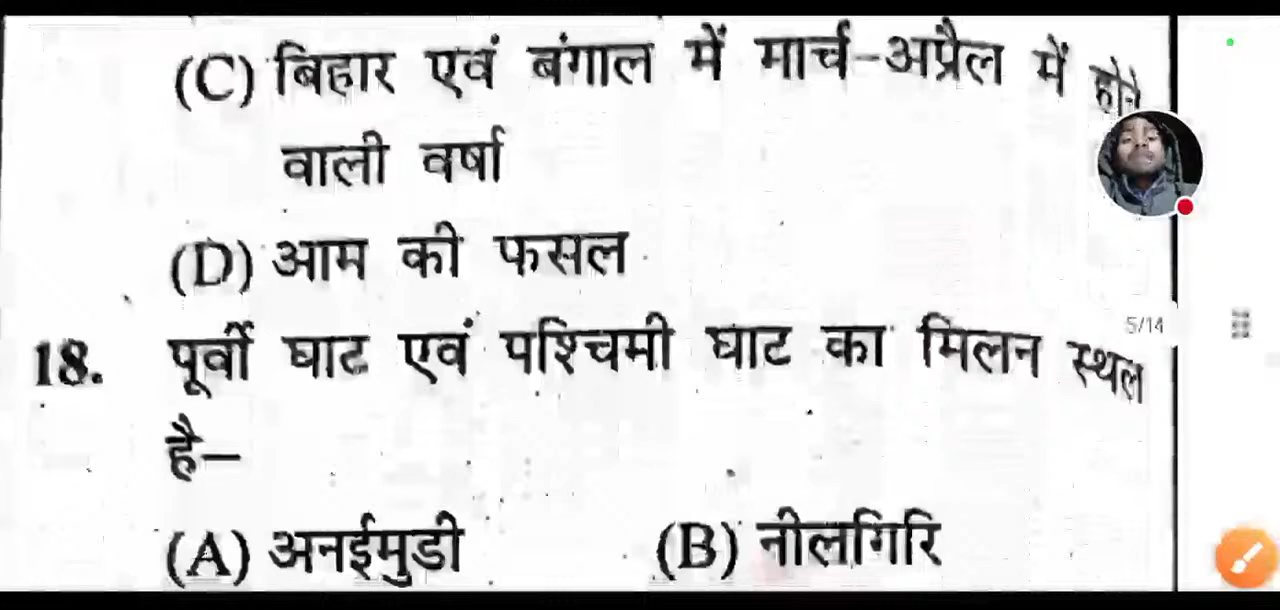 (C) बिहार एवं बंगाल में मार्च-अप्रैल में होने
वाली वर्षा
(D) आम की फसल
5/14
18. पूर्वी घाट एवं पश्चिमी घाट का मिलन स्थल
है–
(A) अनईमुडी (B) नीलगिरि